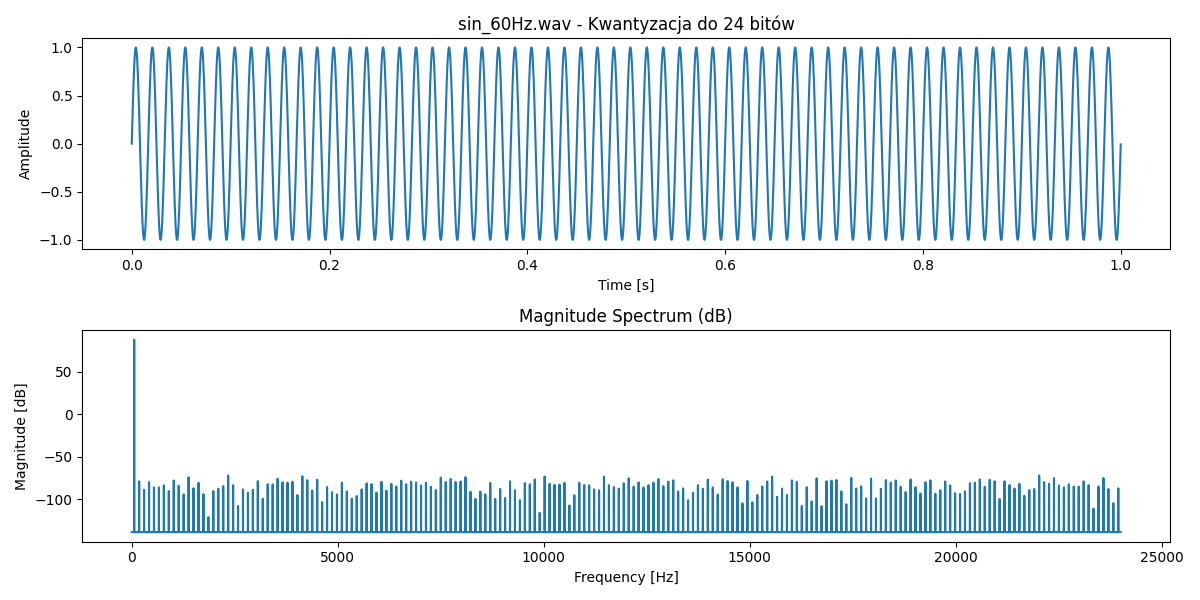 sin_60Hz.wav - Kwantyzacja do 24 bitów
1.0
0.5
0.0
−0.5
−1.0
Amplitude
0.0 0.2 0.4 0.6 0.8 1.0
Time [s]
Magnitude Spectrum (dB)
50
0
−50
−100
Magnitude [dB]
0 5000 10000 15000 20000 25000
Frequency [Hz]